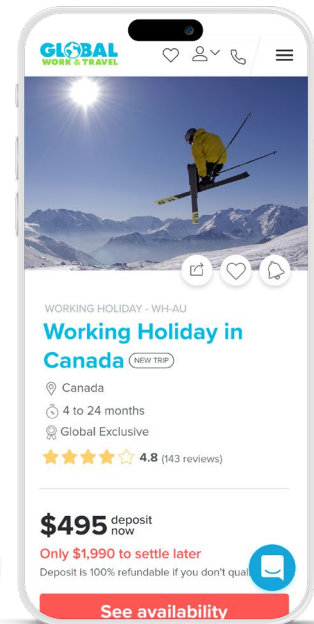 GLOBAL
WORK & TRAVEL
WORKING HOLIDAY - WH-AU
Working Holiday in
Canada NEW TRIP
Canada
4 to 24 months
Global Exclusive
4.8 (143 reviews)
$495 deposit
now
Only $1,990 to settle later
Deposit is 100% refundable if you don't
See availability